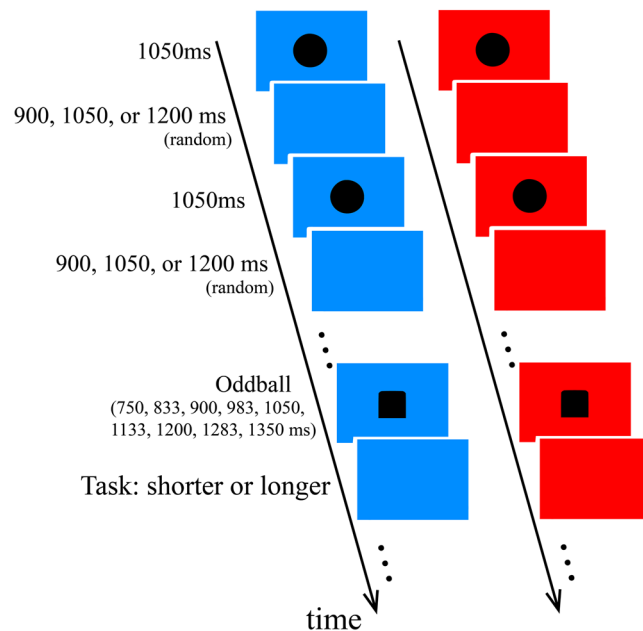 1050ms
900, 1050, or 1200 ms
(random)
1050ms
900, 1050, or 1200 ms
(random)
Oddball
(750, 833, 900, 983, 1050,
1133, 1200, 1283, 1350 ms)
Task: shorter or longer
time